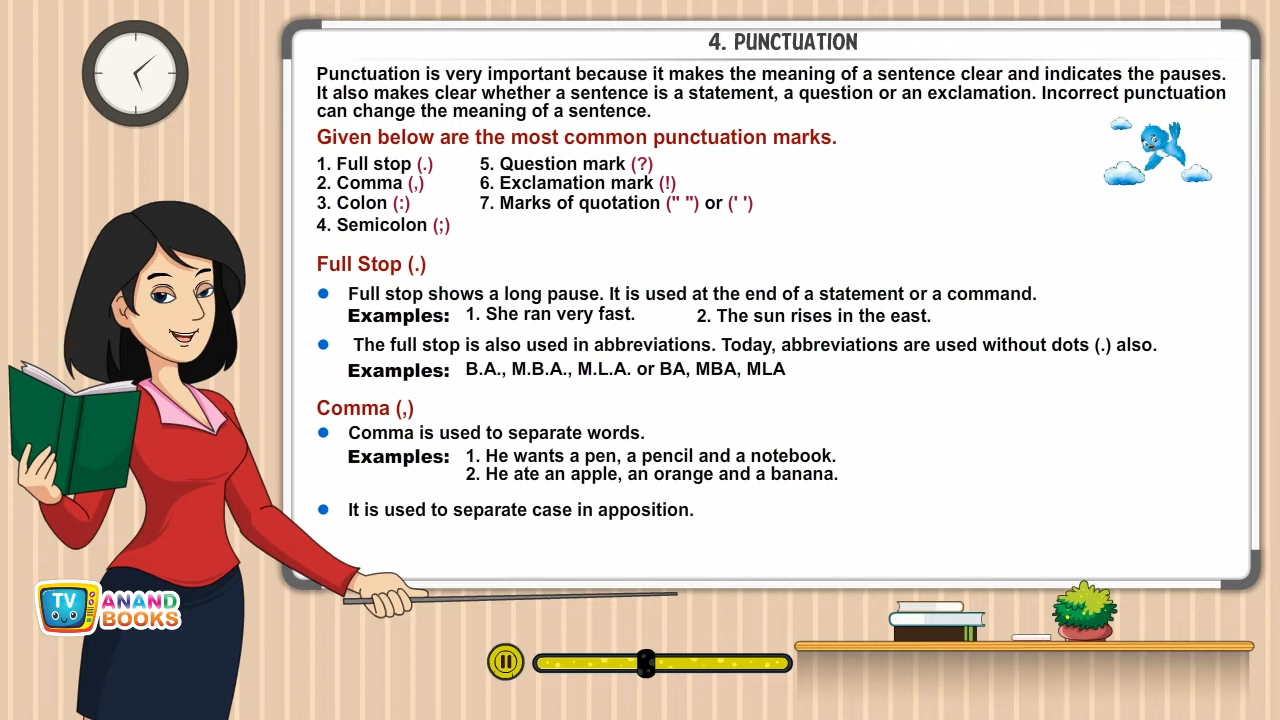 4. PUNCTUATION
Punctuation is very important because it makes the meaning of a sentence clear and indicates the pauses.
It also makes clear whether a sentence is a statement, a question or an exclamation. Incorrect punctuation
can change the meaning of a sentence.
Given below are the most common punctuation marks.
1. Full stop (.) 5. Question mark (?)
2. Comma (,) 6. Exclamation mark (!)
3. Colon (:) 7. Marks of quotation (" ") or (' ')
4. Semicolon (;)
Full Stop (.)
Full stop shows a long pause. It is used at the end of a statement or a command.
Examples: 1. She ran very fast. 2. The sun rises in the east.
The full stop is also used in abbreviations. Today, abbreviations are used without dots (.) also.
Examples: B.A., M.B.A., M.L.A. or BA, MBA, MLA
Comma (,)
Comma is used to separate words.
Examples: 1. He wants a pen, a pencil and a notebook.
2. He ate an apple, an orange and a banana.
It is used to separate case in apposition.
TV ANAND
BOOKS